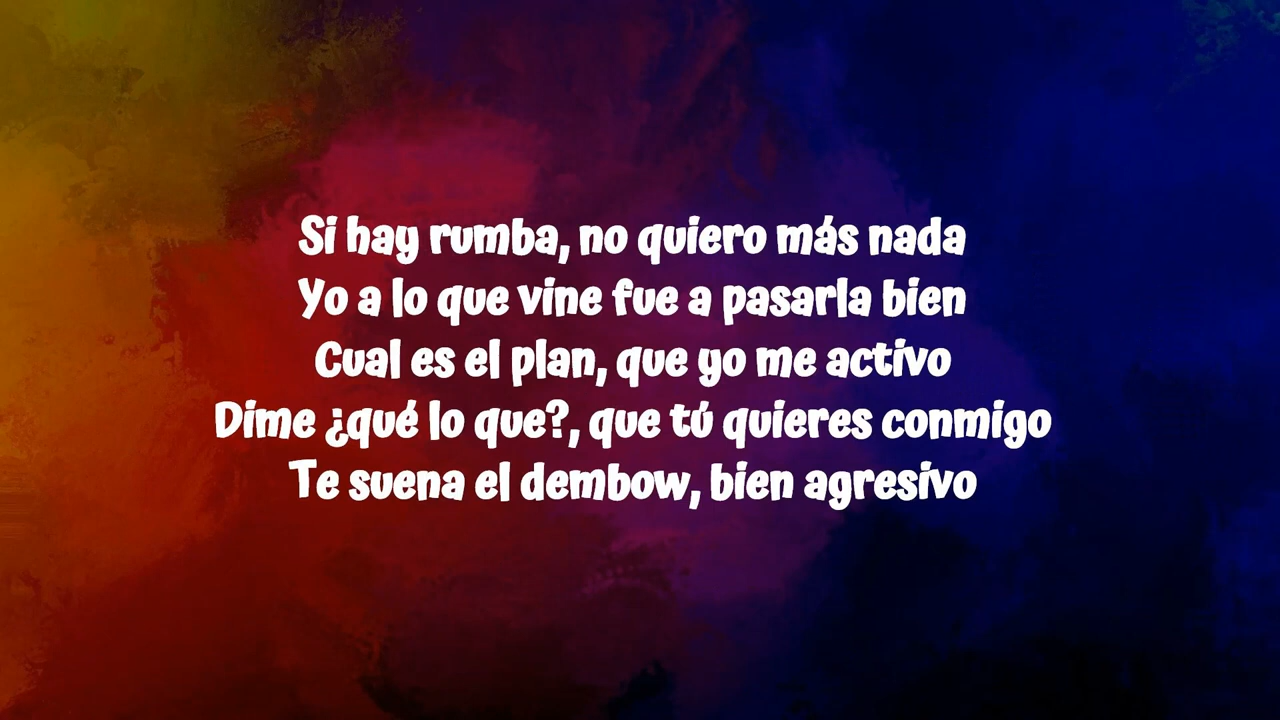 Si hay rumba, no quiero más nada
Yo a lo que vine fue a pasarla bien
Cual es el plan, que yo me activo
Dime ¿qué lo que?, que tú quieres conmigo
Te suena el dembow, bien agresivo